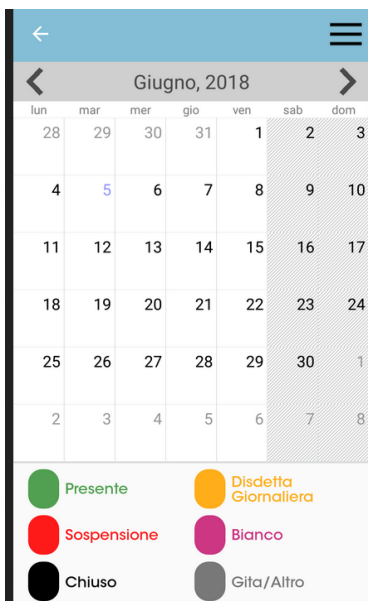 Giugno, 2018
lun mar mer gio ven sab dom
28 29 30 31 1 2 3
4 5 6 7 8 9 10
11 12 13 14 15 16 17
18 19 20 21 22 23 24
25 26 27 28 29 30 1
2 3 4 5 6 7 8
Presente
Disdetta
Giornaliera
Sospensione
Bianco
Chiuso
Gita/Altro